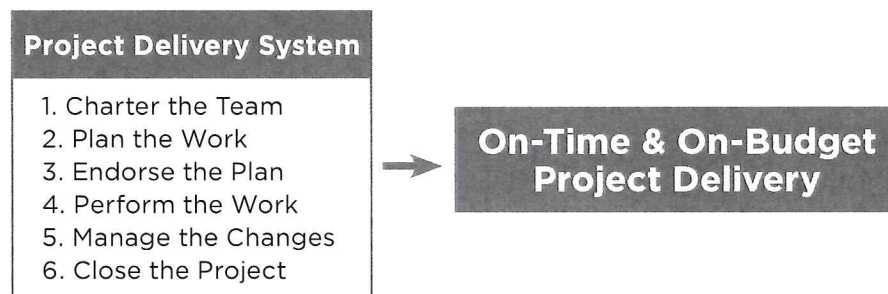 Project Delivery System
1. Charter the Team
2. Plan the Work
3. Endorse the Plan
4. Perform the Work
5. Manage the Changes
6. Close the Project
On-Time & On-Budget
Project Delivery